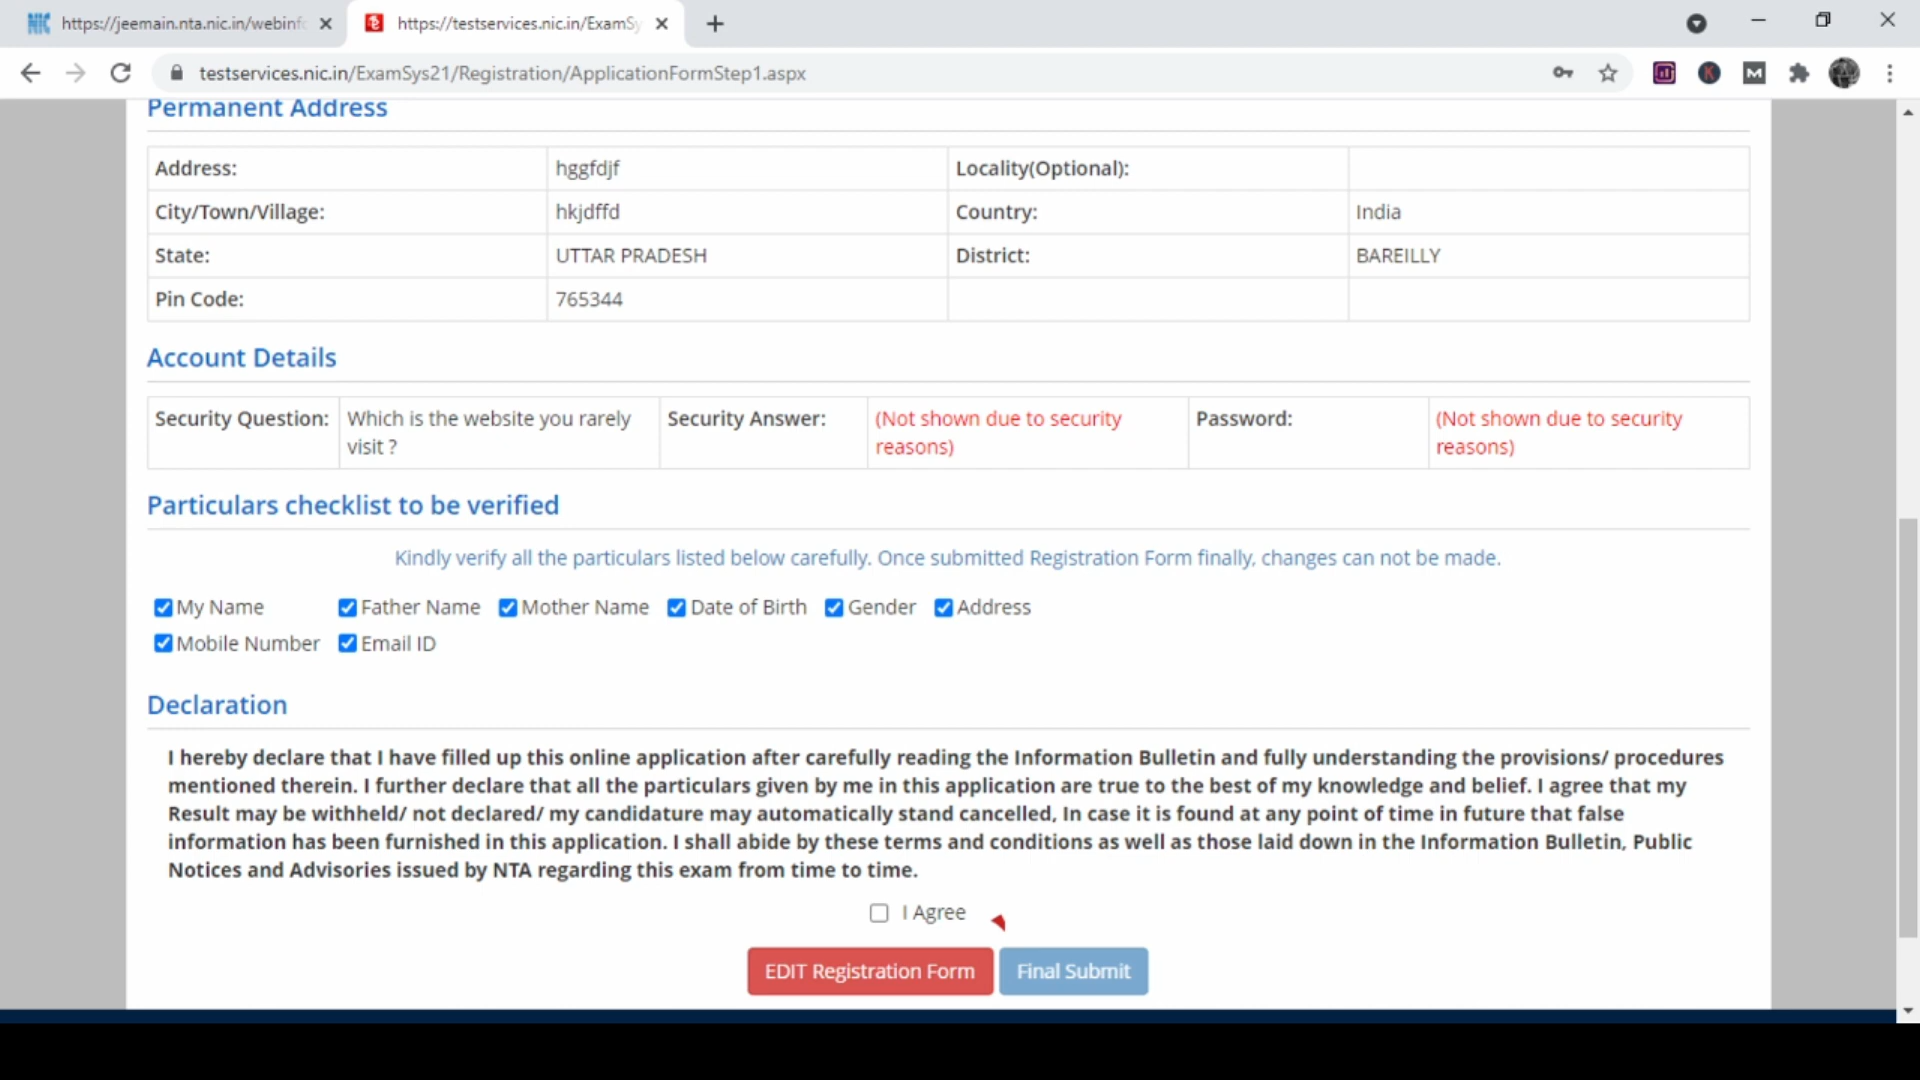 https://jeemain.nta.nic.in/webinfo
https://testservices.nic.in/ExamSy
testservices.nic.in/ExamSys21/Registration/ApplicationFormStep1.aspx
Permanent Address
Address: hggfdjf Locality(Optional):
City/Town/Village: hkjdffd Country: India
State: UTTAR PRADESH District: BAREILLY
Pin Code: 765344
Account Details
Security Question: Which is the website you rarely visit ? Security Answer: (Not shown due to security reasons) Password: (Not shown due to security reasons)
Particulars checklist to be verified
Kindly verify all the particulars listed below carefully. Once submitted Registration Form finally, changes can not be made.
My Name Father Name Mother Name Date of Birth Gender Address
Mobile Number Email ID
Declaration
I hereby declare that I have filled up this online application after carefully reading the Information Bulletin and fully understanding the provisions/ procedures
mentioned therein. I further declare that all the particulars given by me in this application are true to the best of my knowledge and belief. I agree that my
Result may be withheld/ not declared/ my candidature may automatically stand cancelled, In case it is found at any point of time in future that false
information has been furnished in this application. I shall abide by these terms and conditions as well as those laid down in the Information Bulletin, Public
Notices and Advisories issued by NTA regarding this exam from time to time.
I Agree
EDIT Registration Form Final Submit